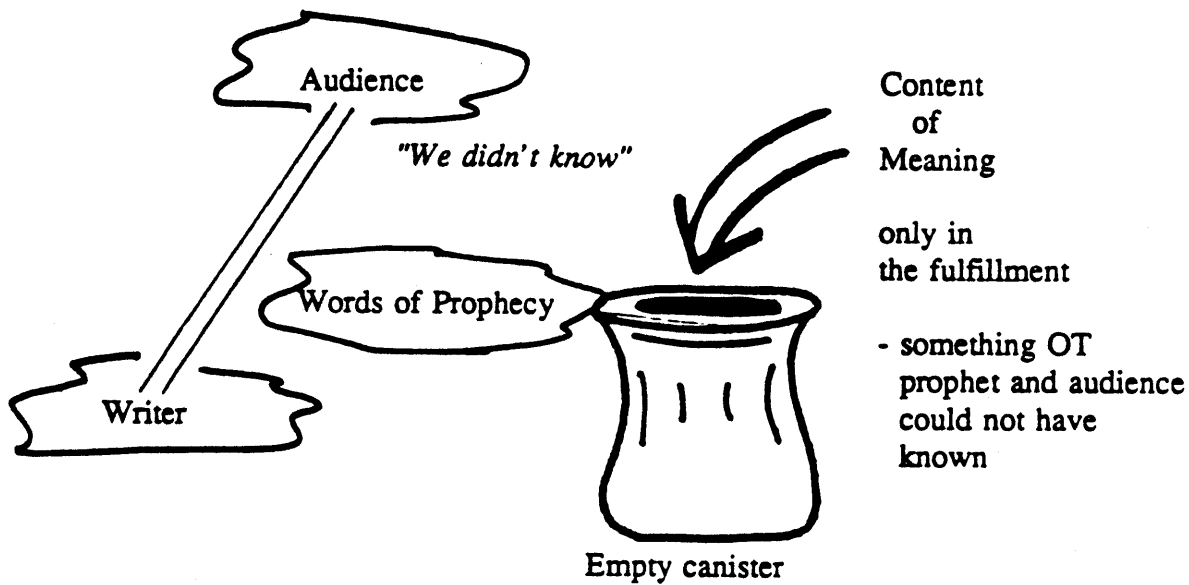 Audience
"We didn't know"
Words of Prophecy
Writer
Content
of
Meaning
only in
the fulfillment
- something OT
prophet and audience
could not have
known
Empty canister